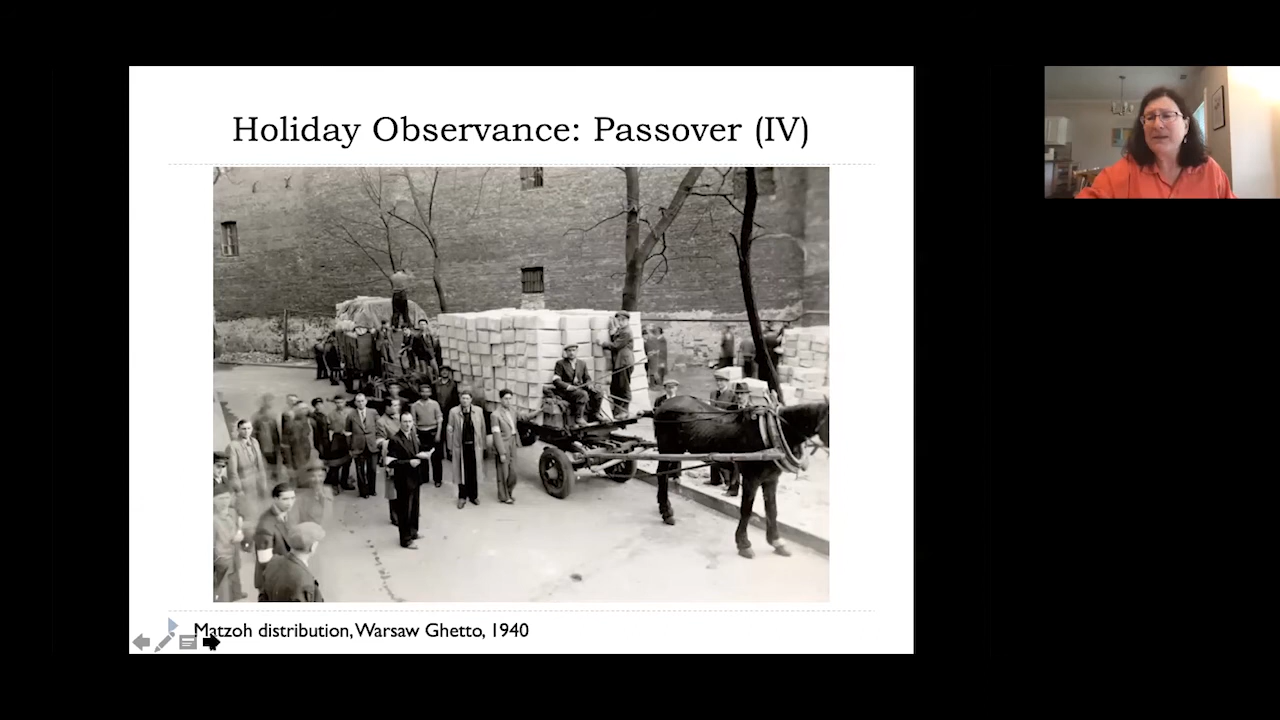 Holiday Observance: Passover (IV)
Matzoh distribution, Warsaw Ghetto, 1940